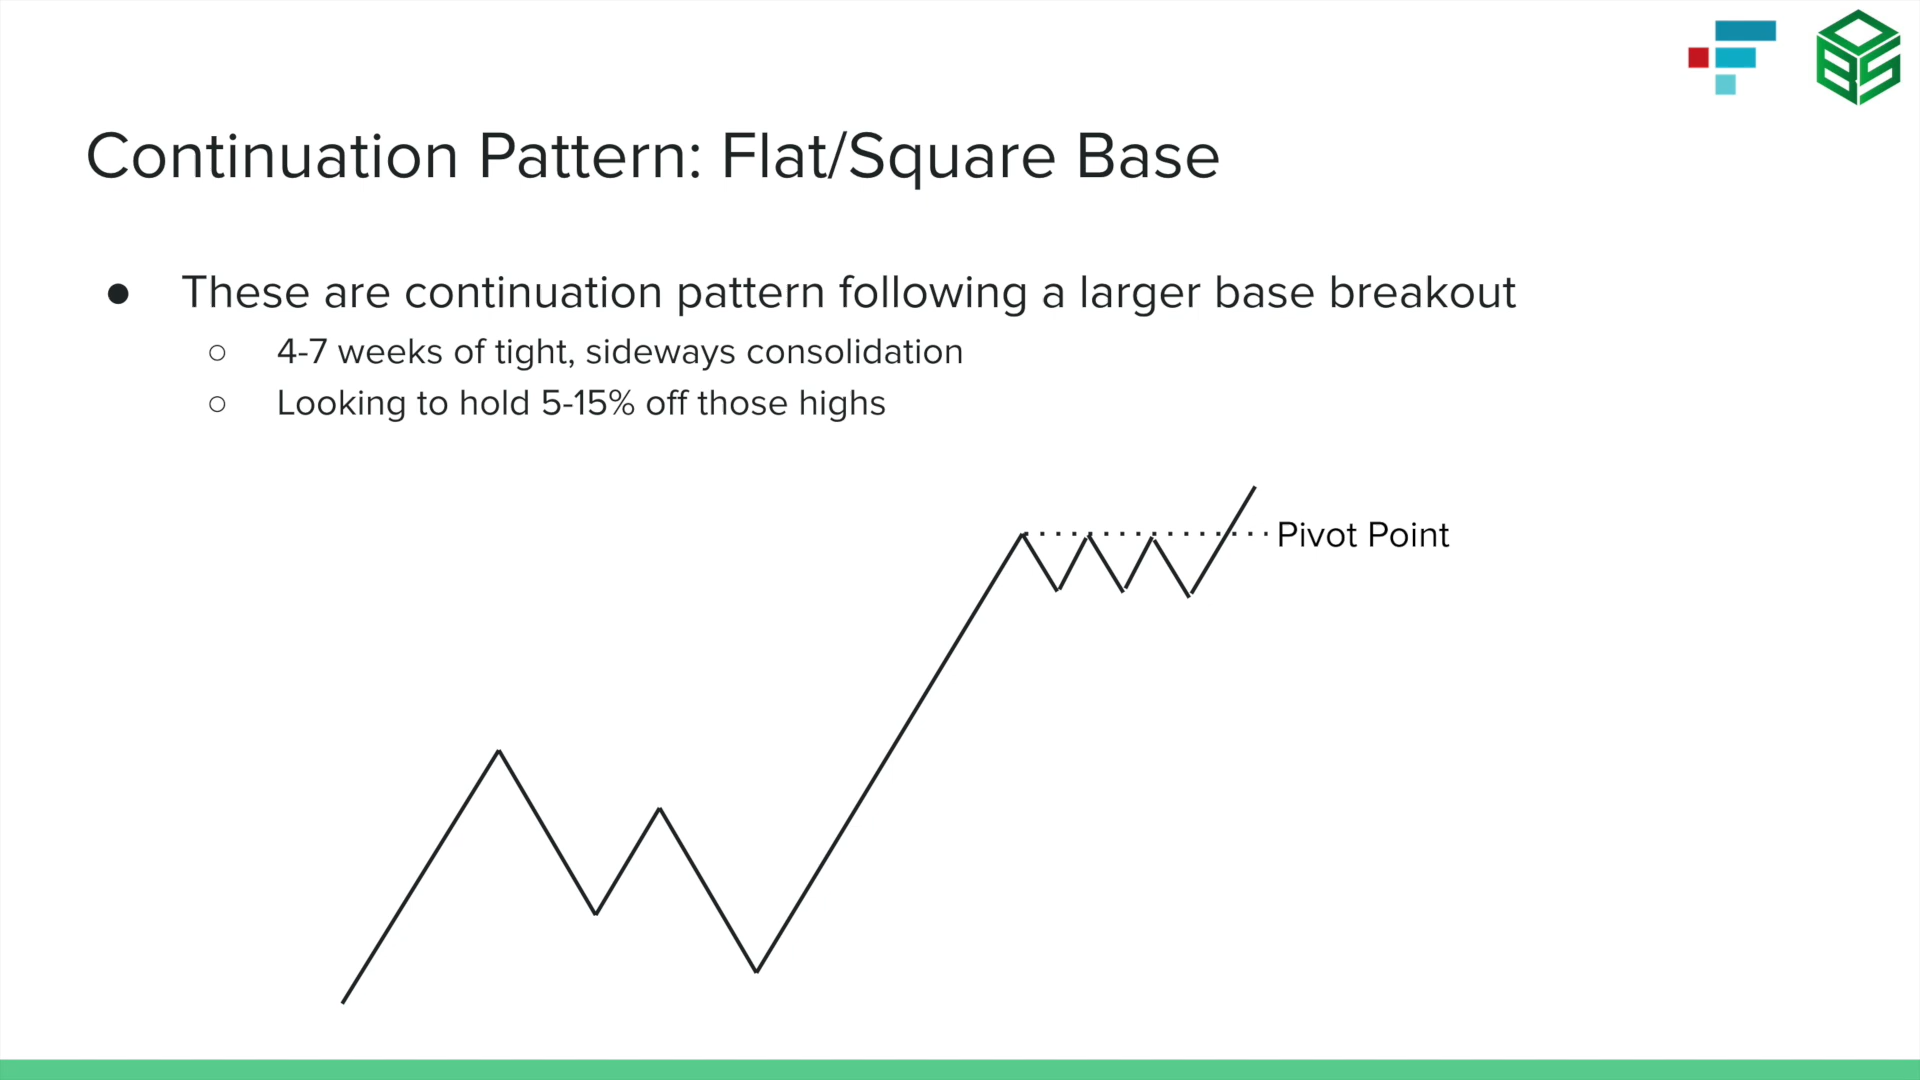 Continuation Pattern: Flat/Square Base
● These are continuation pattern following a larger base breakout
○ 4-7 weeks of tight, sideways consolidation
○ Looking to hold 5-15% off those highs
Pivot Point